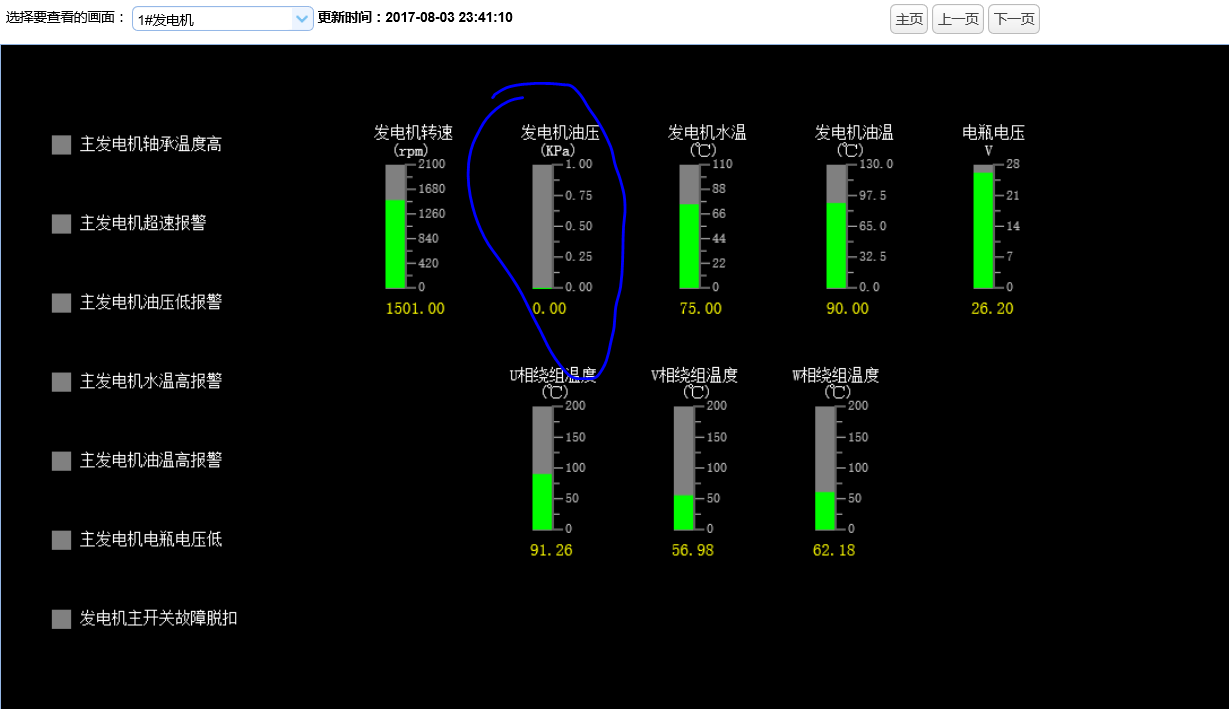 选择要查看的画面： 1#发电机 更新时间：2017-08-03 23:41:10 主页 上一页 下一页
主发电机轴承温度高
主发电机超速报警
主发电机油压低报警
主发电机水温高报警
主发电机油温高报警
主发电机电瓶电压低
发电机主开关故障脱扣
发电机转速
(rpm)
2100
1680
1260
840
420
0
1501.00
发电机油压
(KPa)
1.00
0.75
0.50
0.25
0.00
0.00
发电机水温
(℃)
110
88
66
44
22
0
75.00
发电机油温
(℃)
130.0
97.5
65.0
32.5
0.0
90.00
电瓶电压
V
28
21
14
7
0
26.20
U相绕组温度
(℃)
200
150
100
50
0
91.26
V相绕组温度
(℃)
200
150
100
50
0
56.98
W相绕组温度
(℃)
200
150
100
50
0
62.18